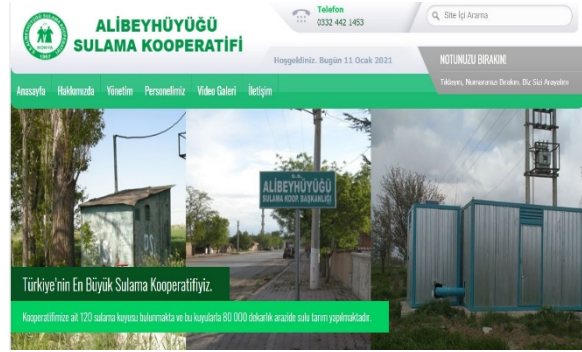 ALİBEYHÜYÜĞÜ
SULAMA KOOPERATİFİ
KONYA
Telefon
0332 442 1453
Site İçi Arama
Hoşgeldiniz. Bugün 11 Ocak 2021
NOTUNUZU BIRAKIN!
Tıklayın, Numaranızı Bırakın. Biz Sizi Arayalım
Anasayfa Hakkımızda Yönetim Personelimiz Video Galeri İletişim
ALİBEYHÜYÜĞÜ
SULAMA KOOP. BAŞKANLIĞI
Türkiye'nin En Büyük Sulama Kooperatifiyiz.
Kooperatifimize ait 120 sulama kuyusu bulunmakta ve bu kuyularla 80 000 dekarlık arazide sulu tarım yapılmaktadır.